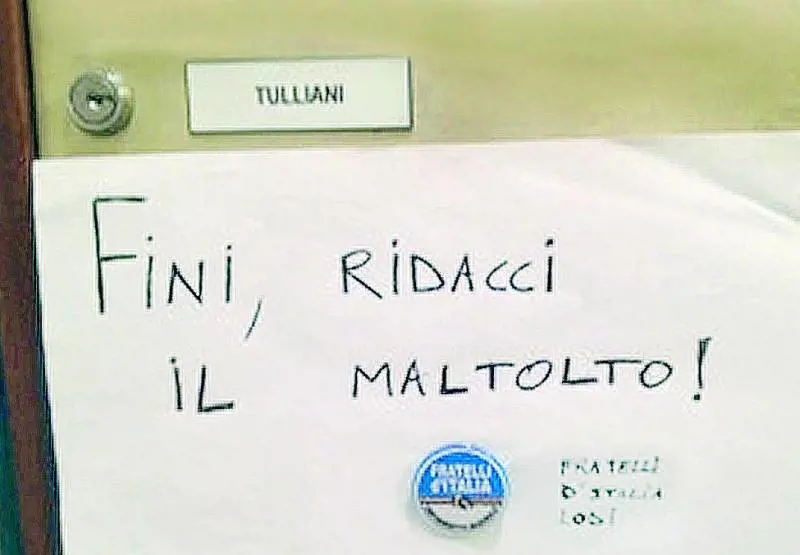 TULLIANI
FiNi, RiDACCi
iL MALTOLTO!
FRATELLI
D'ITALIA
FRATELLI
D'ITALIA